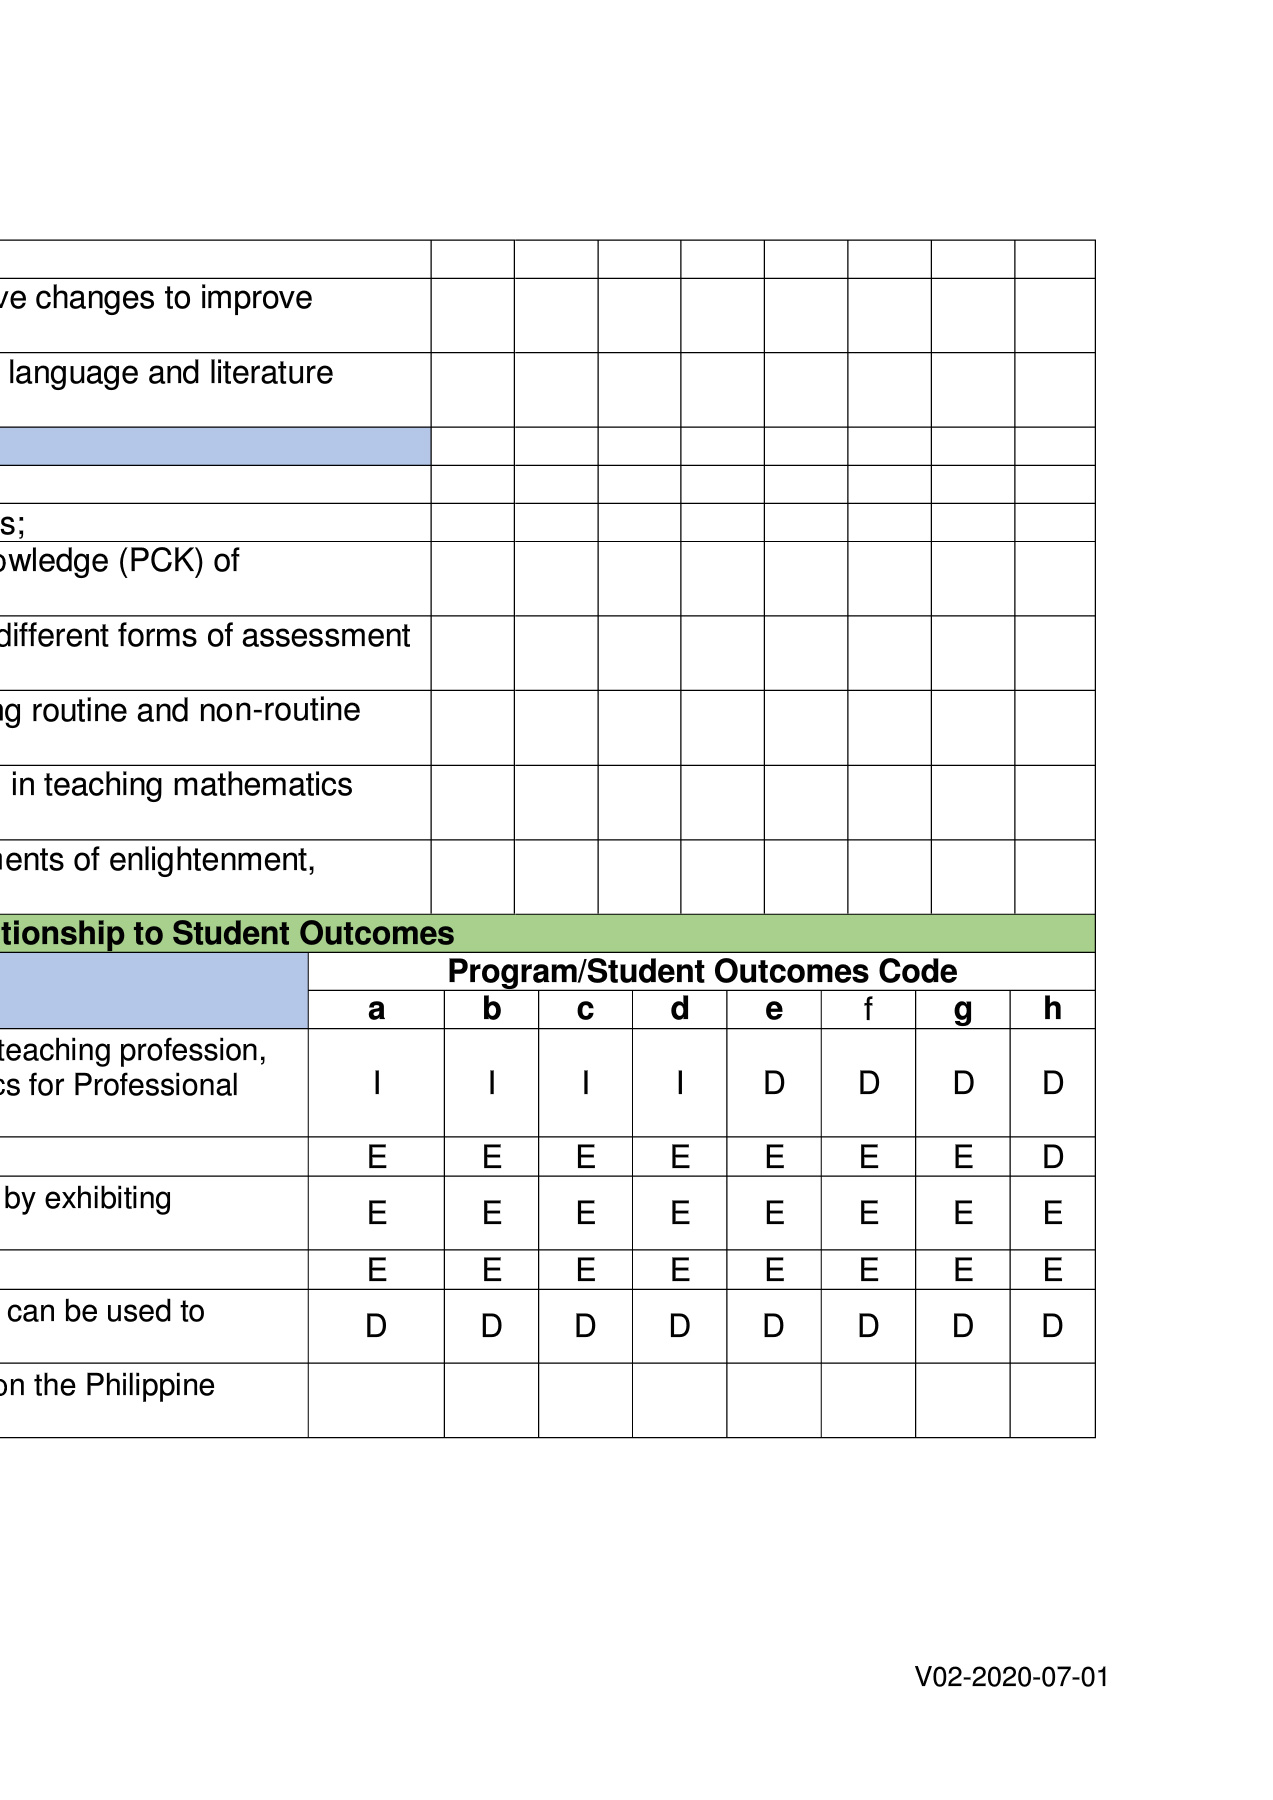 ve changes to improve
language and literature
s;
owledge (PCK) of
different forms of assessment
ng routine and non-routine
in teaching mathematics
ents of enlightenment,
tionship to Student Outcomes
Program/Student Outcomes Code
a b c d e f g h
teaching profession,
cs for Professional
I I I I D D D D
E E E E E E E D
by exhibiting
E E E E E E E E
E E E E E E E E
can be used to
D D D D D D D D
on the Philippine
V02-2020-07-01